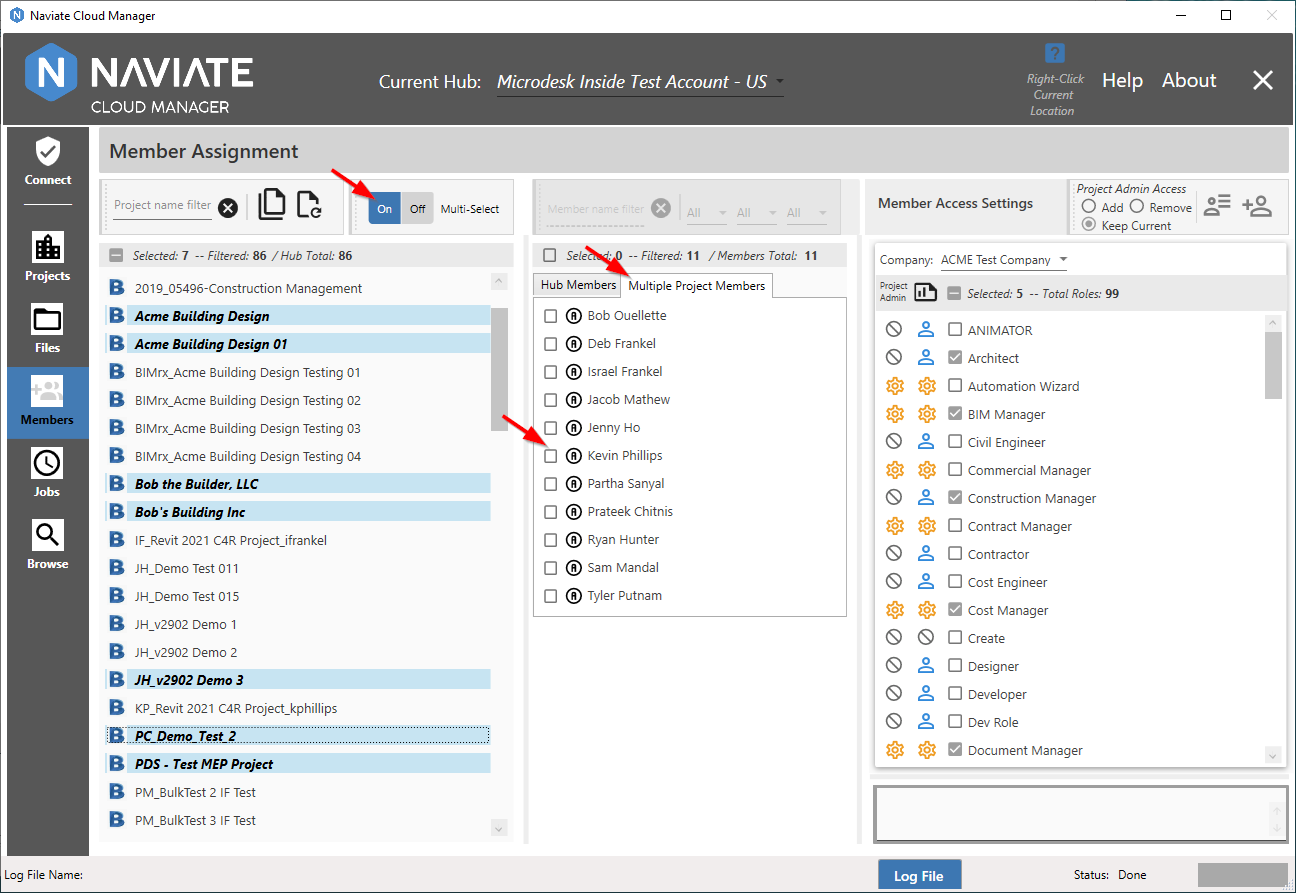 Naviate Cloud Manager
N NAVIATE
CLOUD MANAGER
Current Hub: Microdesk Inside Test Account - US
?
Right-Click
Current
Location
Help About
Connect
Projects
Files
Members
Jobs
Browse
Member Assignment
Project name filter
On Off Multi-Select
Member name filter All All All
Member Access Settings
Project Admin Access
Add Remove
Keep Current
Selected: 7 -- Filtered: 86 / Hub Total: 86
B 2019_05496-Construction Management
B Acme Building Design
B Acme Building Design 01
B BIMrx_Acme Building Design Testing 01
B BIMrx_Acme Building Design Testing 02
B BIMrx_Acme Building Design Testing 03
B BIMrx_Acme Building Design Testing 04
B Bob the Builder, LLC
B Bob's Building Inc
B IF_Revit 2021 C4R Project_ifrankel
B JH_Demo Test 011
B JH_Demo Test 015
B JH_v2902 Demo 1
B JH_v2902 Demo 2
B JH_v2902 Demo 3
B KP_Revit 2021 C4R Project_kphillips
B PC_Demo_Test_2
B PDS - Test MEP Project
B PM_BulkTest 2 IF Test
B PM_BulkTest 3 IF Test
Selected: 0 -- Filtered: 11 / Members Total: 11
Hub Members Multiple Project Members
A Bob Ouellette
A Deb Frankel
A Israel Frankel
A Jacob Mathew
A Jenny Ho
A Kevin Phillips
A Partha Sanyal
A Prateek Chitnis
A Ryan Hunter
A Sam Mandal
A Tyler Putnam
Company: ACME Test Company
Project
Admin
Selected: 5 -- Total Roles: 99
ANIMATOR
Architect
Automation Wizard
BIM Manager
Civil Engineer
Commercial Manager
Construction Manager
Contract Manager
Contractor
Cost Engineer
Cost Manager
Create
Designer
Developer
Dev Role
Document Manager
Log File Name:
Log File
Status: Done